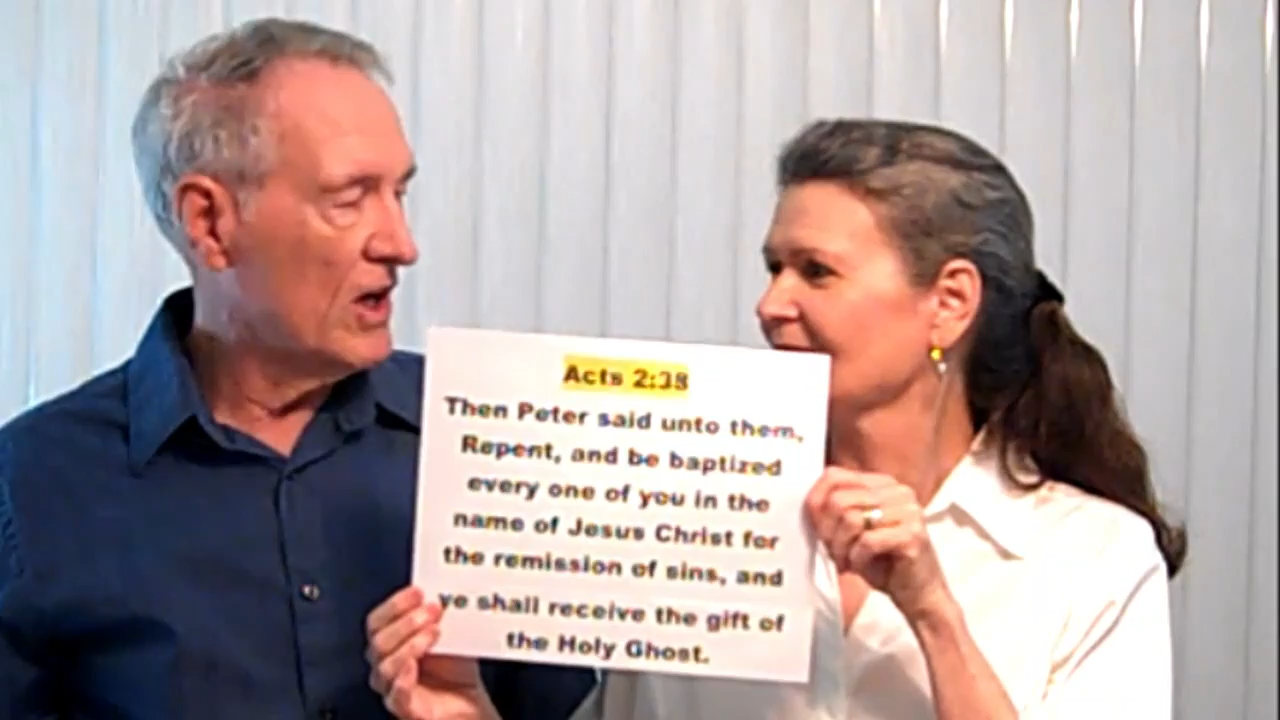 Acts 2:38
Then Peter said unto them,
Repent, and be baptized
every one of you in the
name of Jesus Christ for
the remission of sins, and
ye shall receive the gift of
the Holy Ghost.